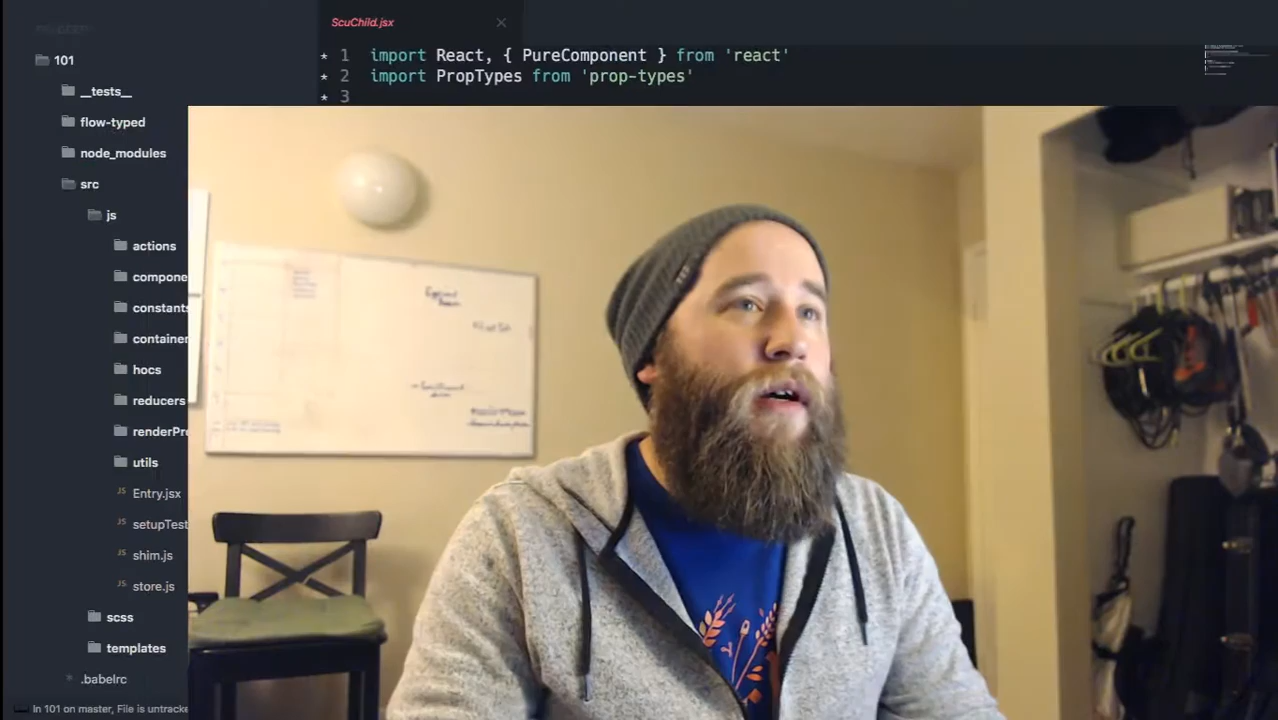 ScuChild.jsx
101
__tests__
flow-typed
node_modules
src
js
actions
compone
constants
container
hocs
reducers
renderPr
utils
Entry.jsx
setupTest
shim.js
store.js
scss
templates
.babelrc
In 101 on master, File is untracke
* 1 import React, { PureComponent } from 'react'
* 2 import PropTypes from 'prop-types'
* 3